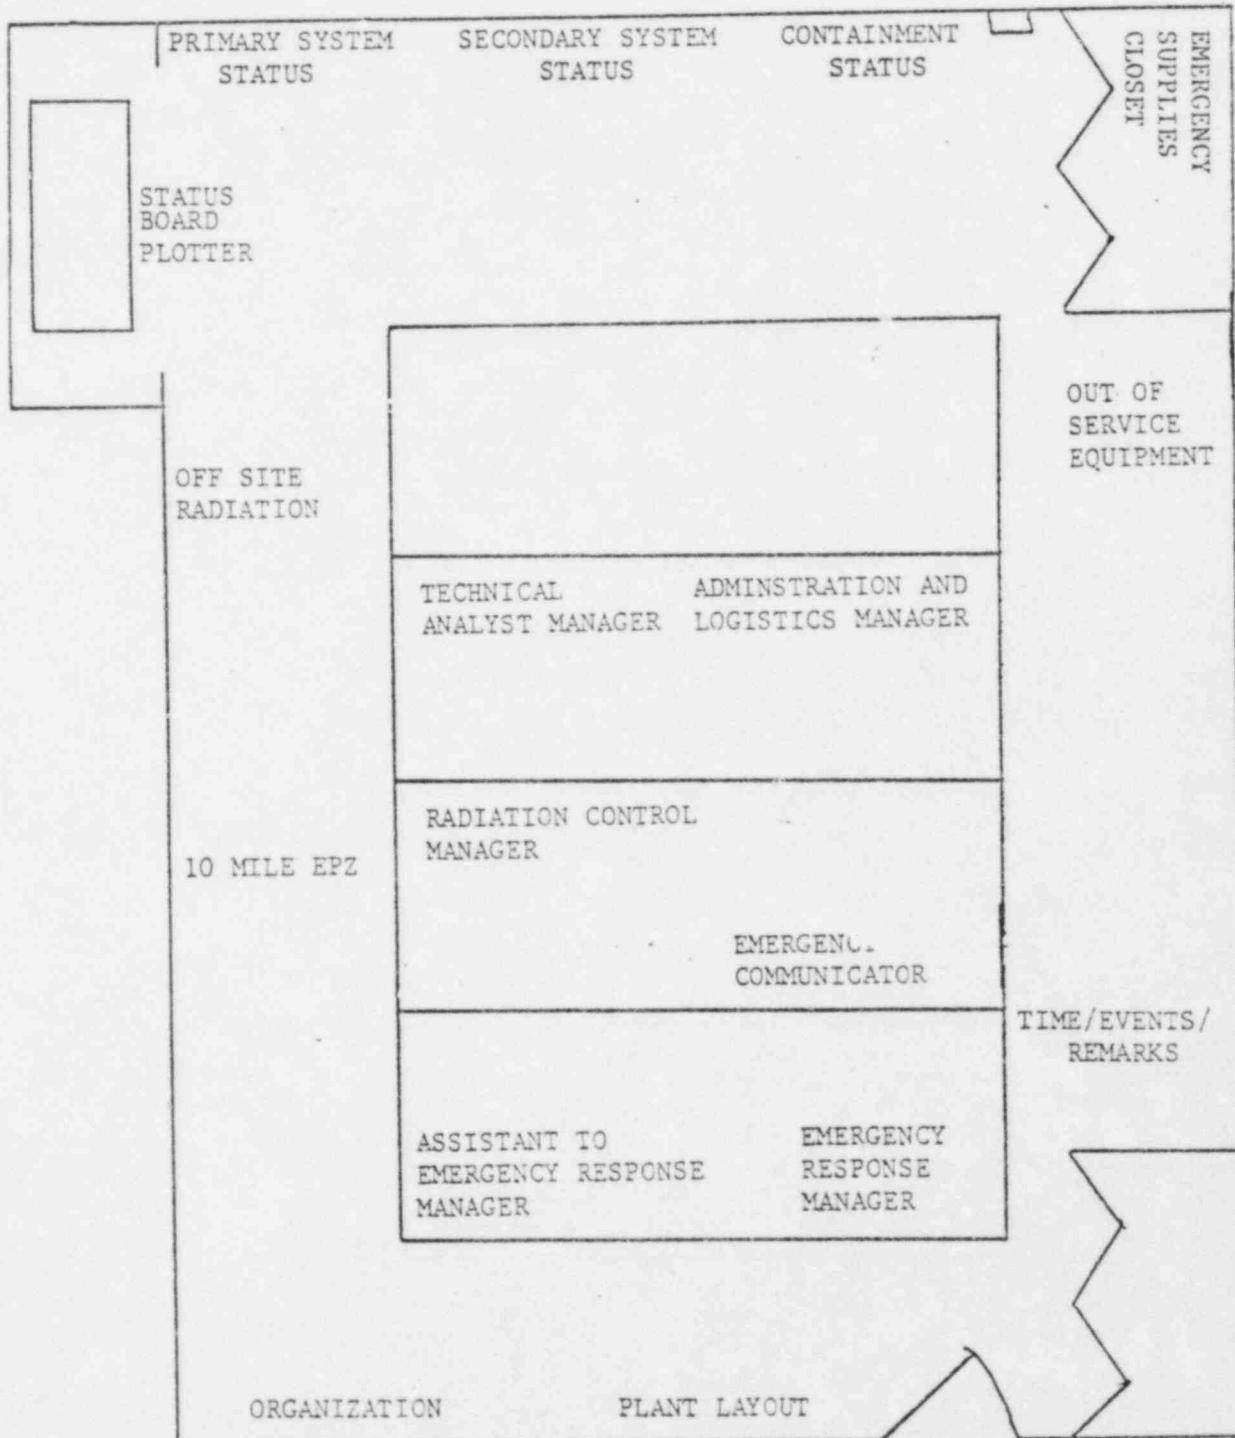 PRIMARY SYSTEM
STATUS
SECONDARY SYSTEM
STATUS
CONTAINMENT
STATUS
EMERGENCY
SUPPLIES
CLOSET
STATUS
BOARD
PLOTTER
OUT OF
SERVICE
EQUIPMENT
OFF SITE
RADIATION
TECHNICAL
ANALYST MANAGER
ADMINSTRATION AND
LOGISTICS MANAGER
RADIATION CONTROL
MANAGER
10 MILE EPZ
COMMUNICATOR
TIME/EVENTS/
REMARKS
ASSISTANT TO
EMERGENCY RESPONSE
MANAGER
EMERGENCY
RESPONSE
MANAGER
ORGANIZATION
PLANT LAYOUT